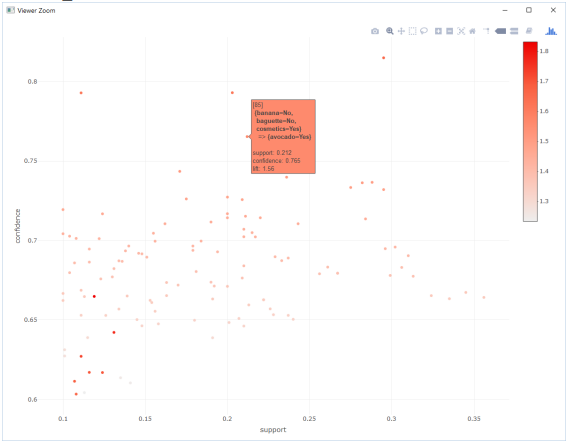 Viewer Zoom
1.8
0.8
1.7
[85]
{banana=No,
baguette=No,
cosmetics=Yes}
=> {avocado=Yes}
support: 0.212
confidence: 0.765
lift: 1.56
1.6
1.5
0.75
1.4
1.3
0.7
confidence
0.65
0.6
0.1
0.15
0.2
0.25
0.3
0.35
support